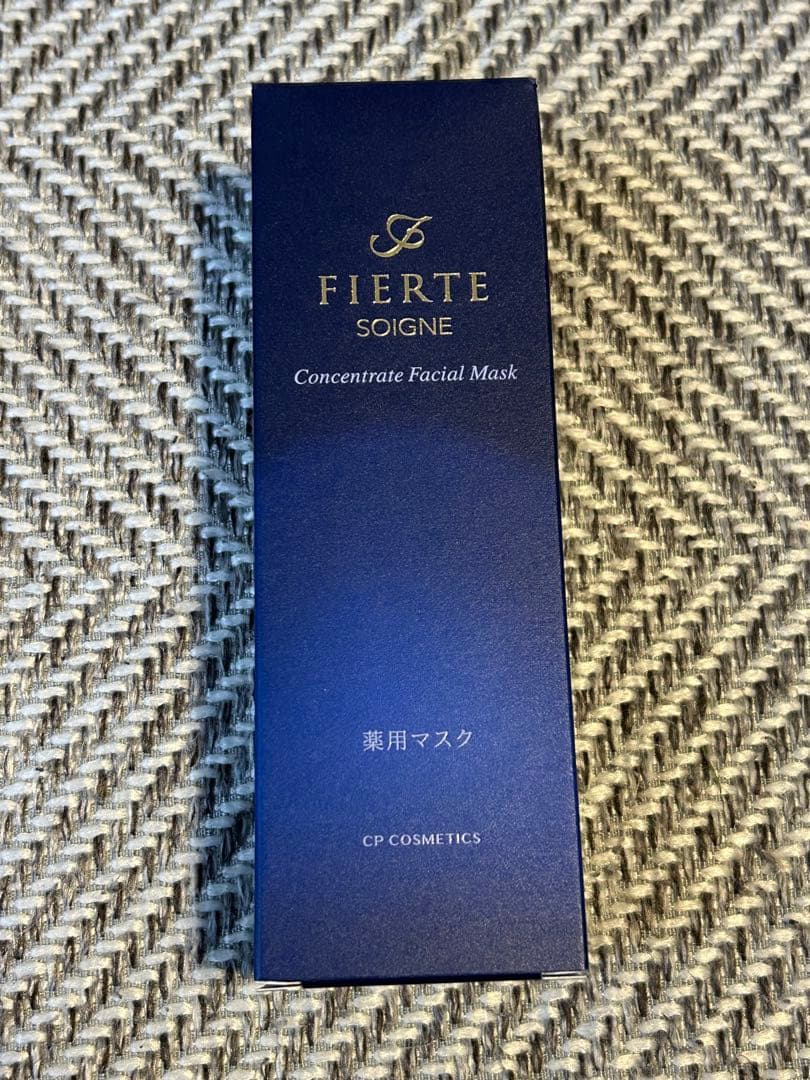 FIERTE
SOIGNE
Concentrate Facial Mask
薬用マスク
CP COSMETICS